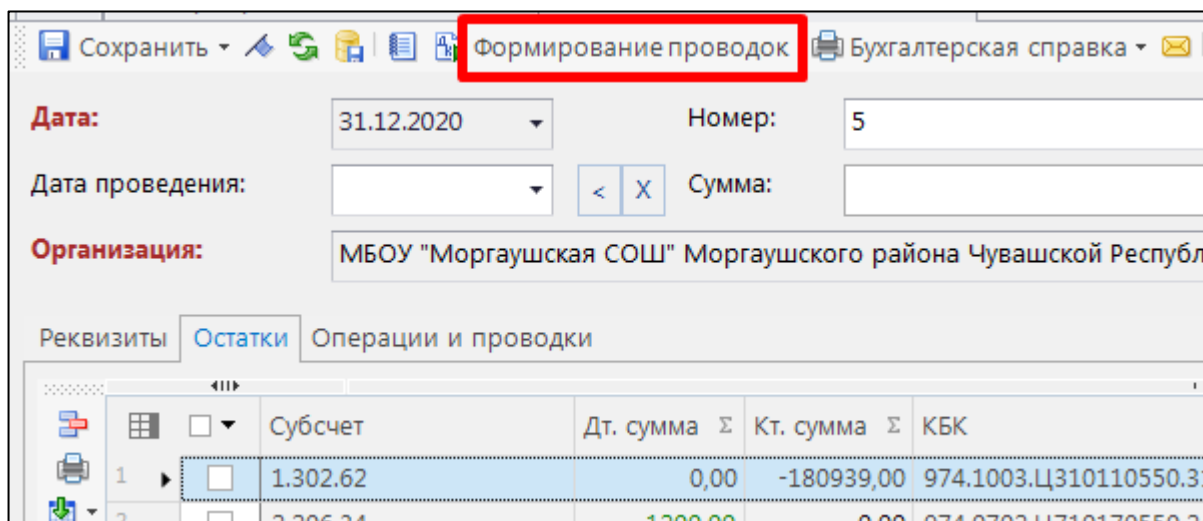 Сохранить Формирование проводок Бухгалтерская справка
Дата: 31.12.2020 Номер: 5
Дата проведения: < X Сумма:
Организация: МБОУ "Моргаушская СОШ" Моргаушского района Чувашской Республ
Реквизиты Остатки Операции и проводки
Субсчет Дт. сумма Σ Кт. сумма Σ КБК
1 1.302.62 0,00 -180939,00 974.1003.Ц310110550.31